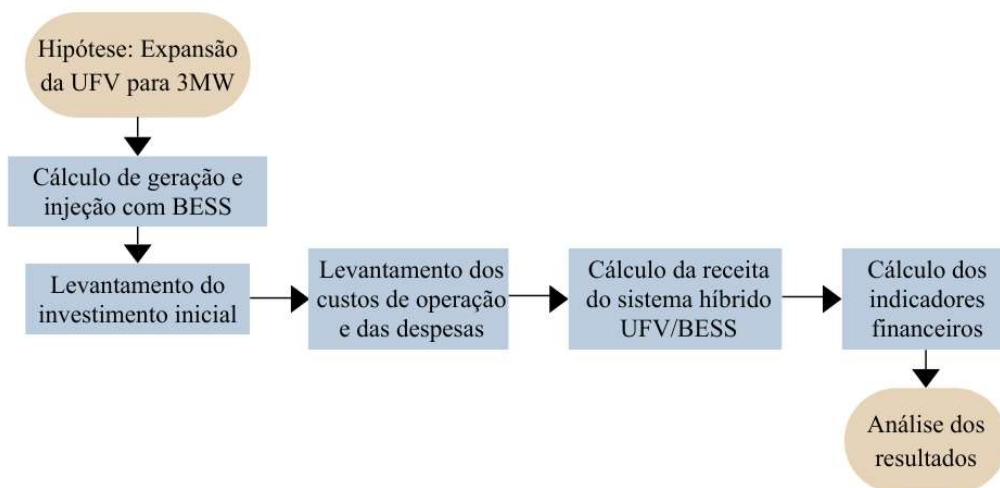 Hipótese: Expansão
da UFV para 3MW
Cálculo de geração e
injeção com BESS
Levantamento do
investimento inicial
Levantamento dos
custos de operação
e das despesas
Cálculo da receita
do sistema híbrido
UFV/BESS
Cálculo dos
indicadores
financeiros
Análise dos
resultados